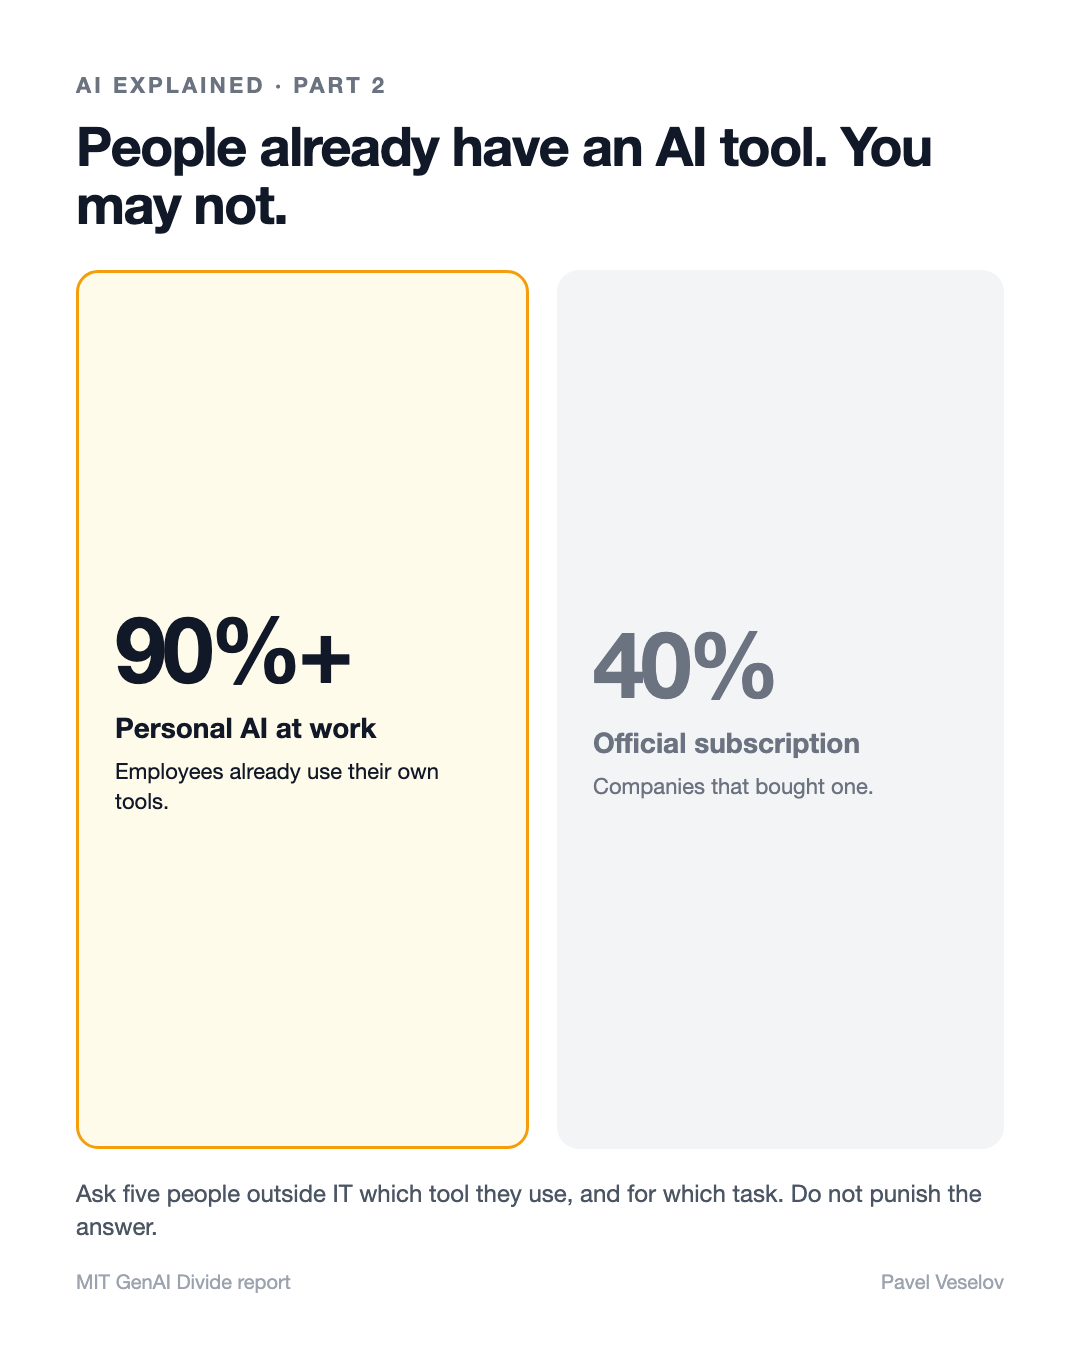 AI EXPLAINED · PART 2
People already have an AI tool. You
may not.
90%+
Personal AI at work
Employees already use their own
tools.
40%
Official subscription
Companies that bought one.
Ask five people outside IT which tool they use, and for which task. Do not punish the
answer.
MIT GenAI Divide report
Pavel Veselov